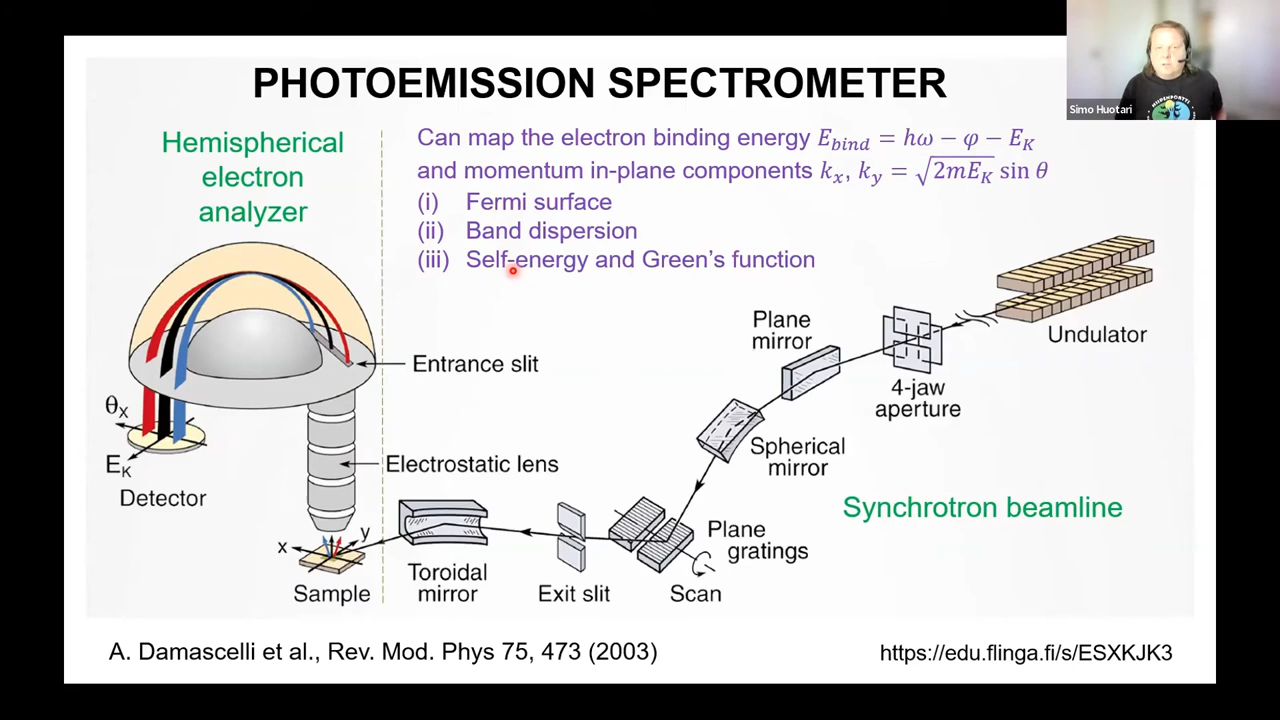 PHOTOEMISSION SPECTROMETER
Simo Huotari
Hemispherical
electron
analyzer
Can map the electron binding energy E_bind = hω − φ − E_K
and momentum in-plane components k_x, k_y = √(2mE_K) sin θ
(i) Fermi surface
(ii) Band dispersion
(iii) Self-energy and Green's function
Entrance slit
θ_X
E_K
Detector
Electrostatic lens
x
y
Sample
Toroidal
mirror
Exit slit
Scan
Plane
gratings
Spherical
mirror
Plane
mirror
4-jaw
aperture
Undulator
Synchrotron beamline
A. Damascelli et al., Rev. Mod. Phys 75, 473 (2003)
https://edu.flinga.fi/s/ESXKJK3